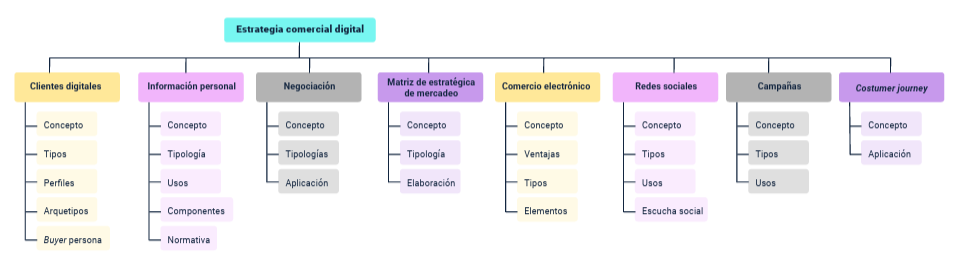 Estrategia comercial digital
Clientes digitales
Concepto
Tipos
Perfiles
Arquetipos
Buyer persona
Información personal
Concepto
Tipología
Usos
Componentes
Normativa
Negociación
Concepto
Tipologías
Aplicación
Matriz de estratégica
de mercadeo
Concepto
Tipología
Elaboración
Comercio electrónico
Concepto
Ventajas
Tipos
Elementos
Redes sociales
Concepto
Tipos
Usos
Escucha social
Campañas
Concepto
Tipos
Usos
Costumer journey
Concepto
Aplicación